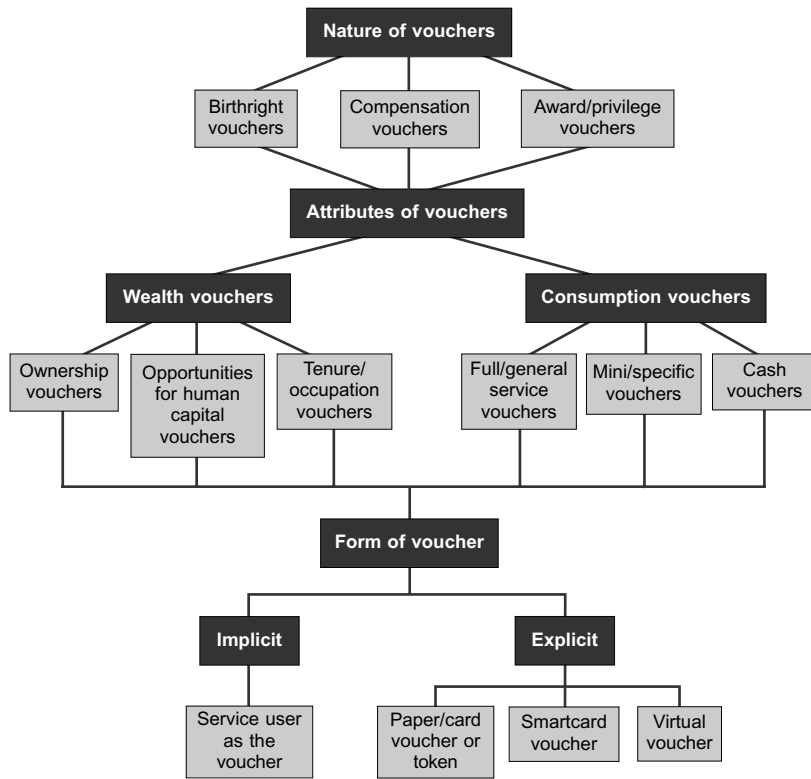 Nature of vouchers
Birthright
vouchers
Compensation
vouchers
Award/privilege
vouchers
Attributes of vouchers
Wealth vouchers
Consumption vouchers
Ownership
vouchers
Opportunities
for human
capital
vouchers
Tenure/
occupation
vouchers
Full/general
service
vouchers
Mini/specific
vouchers
Cash
vouchers
Form of voucher
Implicit
Explicit
Service user
as the
voucher
Paper/card
voucher or
token
Smartcard
voucher
Virtual
voucher